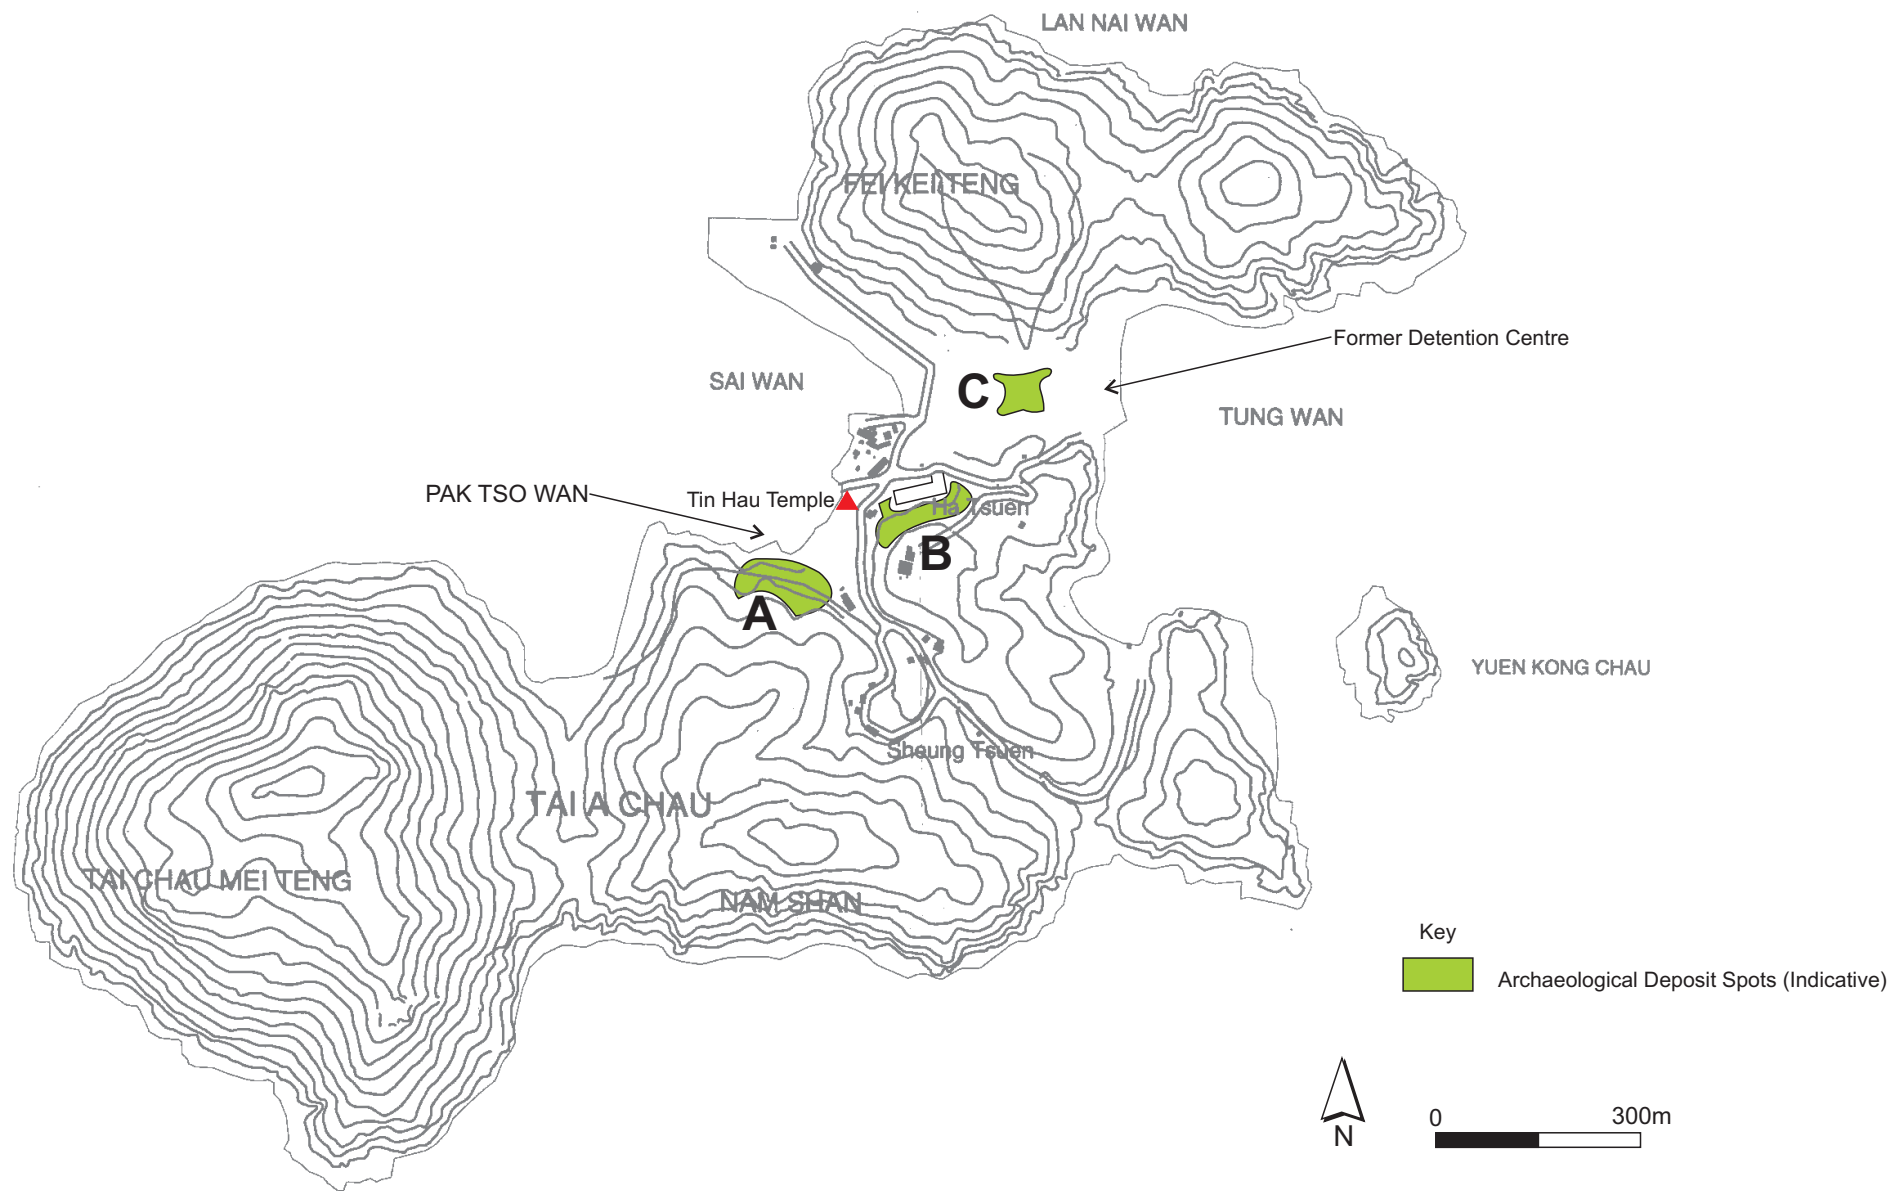 LAN NAI WAN
FEI KEI TENG
Former Detention Centre
SAI WAN
C
TUNG WAN
PAK TSO WAN
Tin Hau Temple
Ha Tsuen
B
A
YUEN KONG CHAU
Sheung Tsuen
TAI A CHAU
TAI CHAU MEI TENG
NAM SHAN
Key
Archaeological Deposit Spots (Indicative)
N
0 300m